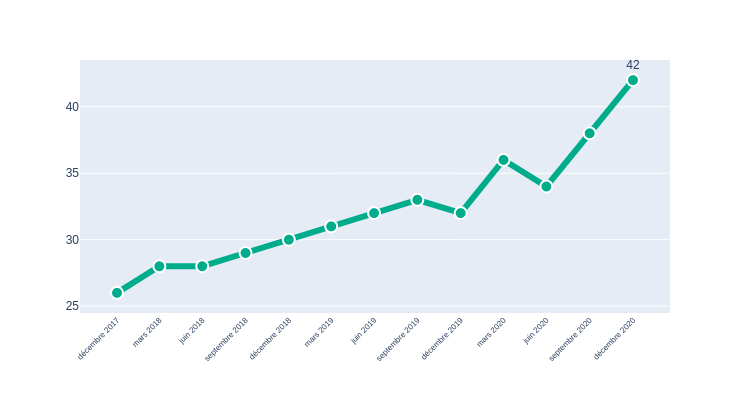 42
40
35
30
25
décembre 2017
mars 2018
juin 2018
septembre 2018
décembre 2018
mars 2019
juin 2019
septembre 2019
décembre 2019
mars 2020
juin 2020
septembre 2020
décembre 2020